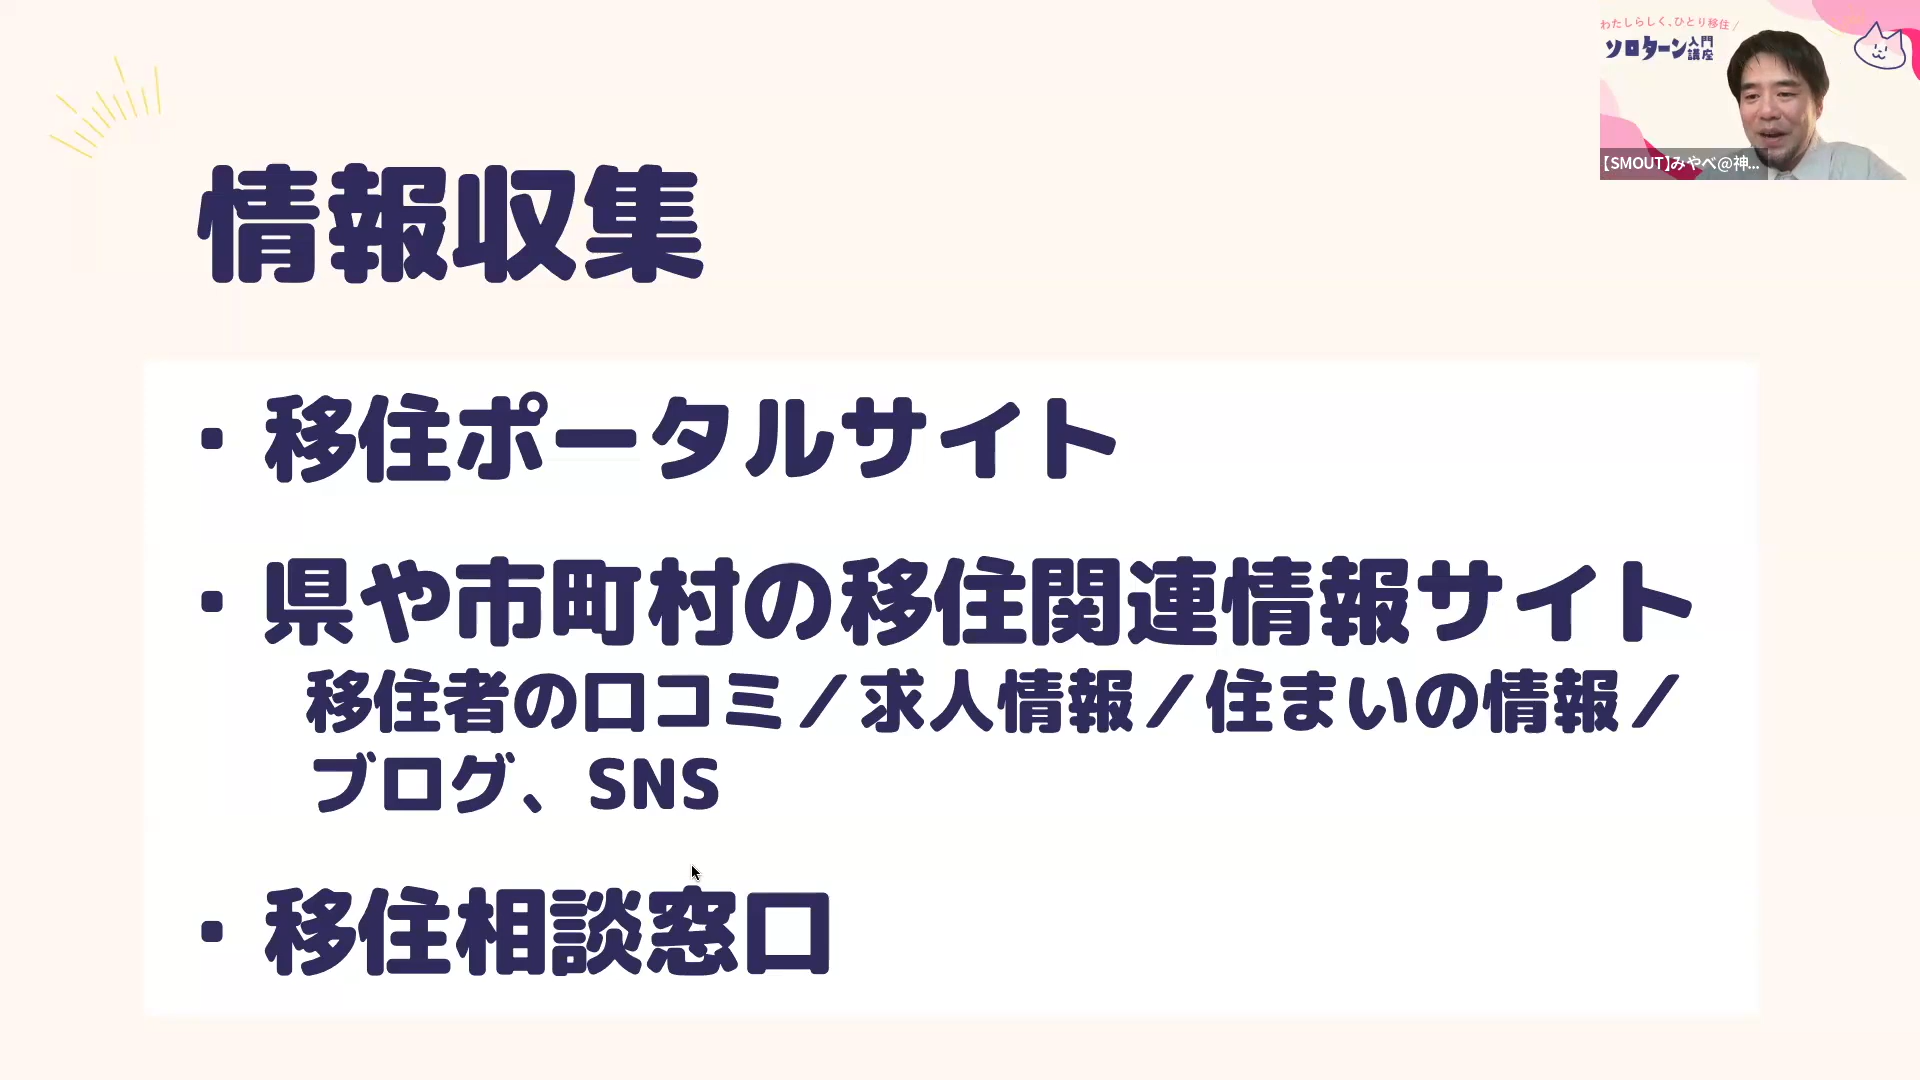 わたしらしく、ひとり移住/
ソロターン入門講座
【SMOUT】みやべ@神...
情報収集
・移住ポータルサイト
・県や市町村の移住関連情報サイト
移住者の口コミ／求人情報／住まいの情報／
ブログ、SNS
・移住相談窓口